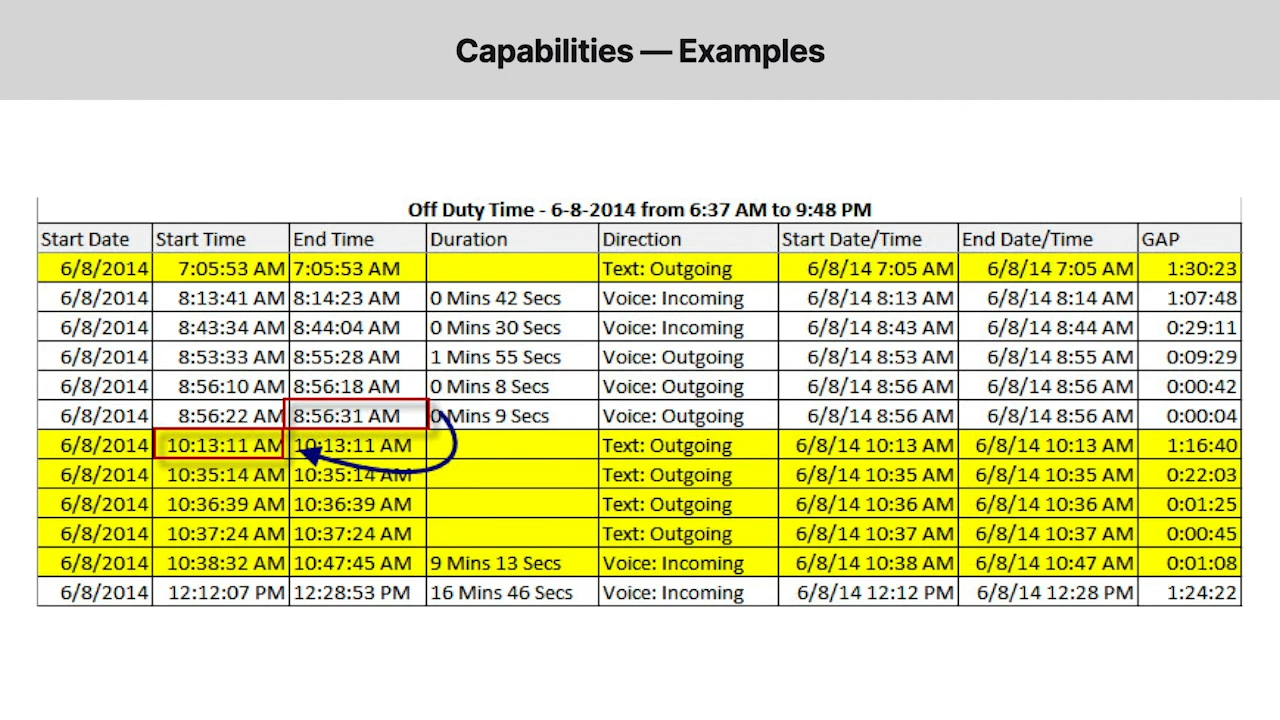 Capabilities — Examples
Off Duty Time - 6-8-2014 from 6:37 AM to 9:48 PM
Start Date Start Time End Time Duration Direction Start Date/Time End Date/Time GAP
6/8/2014 7:05:53 AM 7:05:53 AM Text: Outgoing 6/8/14 7:05 AM 6/8/14 7:05 AM 1:30:23
6/8/2014 8:13:41 AM 8:14:23 AM 0 Mins 42 Secs Voice: Incoming 6/8/14 8:13 AM 6/8/14 8:14 AM 1:07:48
6/8/2014 8:43:34 AM 8:44:04 AM 0 Mins 30 Secs Voice: Incoming 6/8/14 8:43 AM 6/8/14 8:44 AM 0:29:11
6/8/2014 8:53:33 AM 8:55:28 AM 1 Mins 55 Secs Voice: Outgoing 6/8/14 8:53 AM 6/8/14 8:55 AM 0:09:29
6/8/2014 8:56:10 AM 8:56:18 AM 0 Mins 8 Secs Voice: Outgoing 6/8/14 8:56 AM 6/8/14 8:56 AM 0:00:42
6/8/2014 8:56:22 AM 8:56:31 AM 0 Mins 9 Secs Voice: Outgoing 6/8/14 8:56 AM 6/8/14 8:56 AM 0:00:04
6/8/2014 10:13:11 AM 10:13:11 AM Text: Outgoing 6/8/14 10:13 AM 6/8/14 10:13 AM 1:16:40
6/8/2014 10:35:14 AM 10:35:14 AM Text: Outgoing 6/8/14 10:35 AM 6/8/14 10:35 AM 0:22:03
6/8/2014 10:36:39 AM 10:36:39 AM Text: Outgoing 6/8/14 10:36 AM 6/8/14 10:36 AM 0:01:25
6/8/2014 10:37:24 AM 10:37:24 AM Text: Outgoing 6/8/14 10:37 AM 6/8/14 10:37 AM 0:00:45
6/8/2014 10:38:32 AM 10:47:45 AM 9 Mins 13 Secs Voice: Incoming 6/8/14 10:38 AM 6/8/14 10:47 AM 0:01:08
6/8/2014 12:12:07 PM 12:28:53 PM 16 Mins 46 Secs Voice: Incoming 6/8/14 12:12 PM 6/8/14 12:28 PM 1:24:22